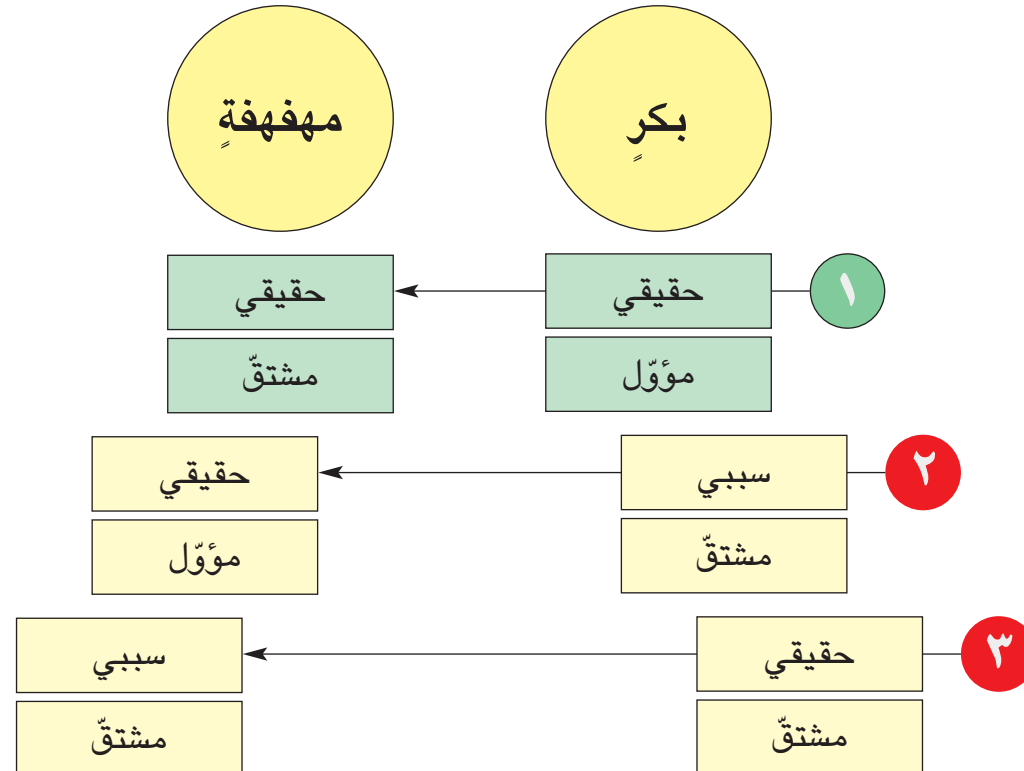 بكرٍ مهفهفةٍ
١ حقيقي حقيقي
مؤوّل مشتقّ
٢ سببي حقيقي
مشتقّ مؤوّل
٣ حقيقي سببي
مشتقّ مشتقّ